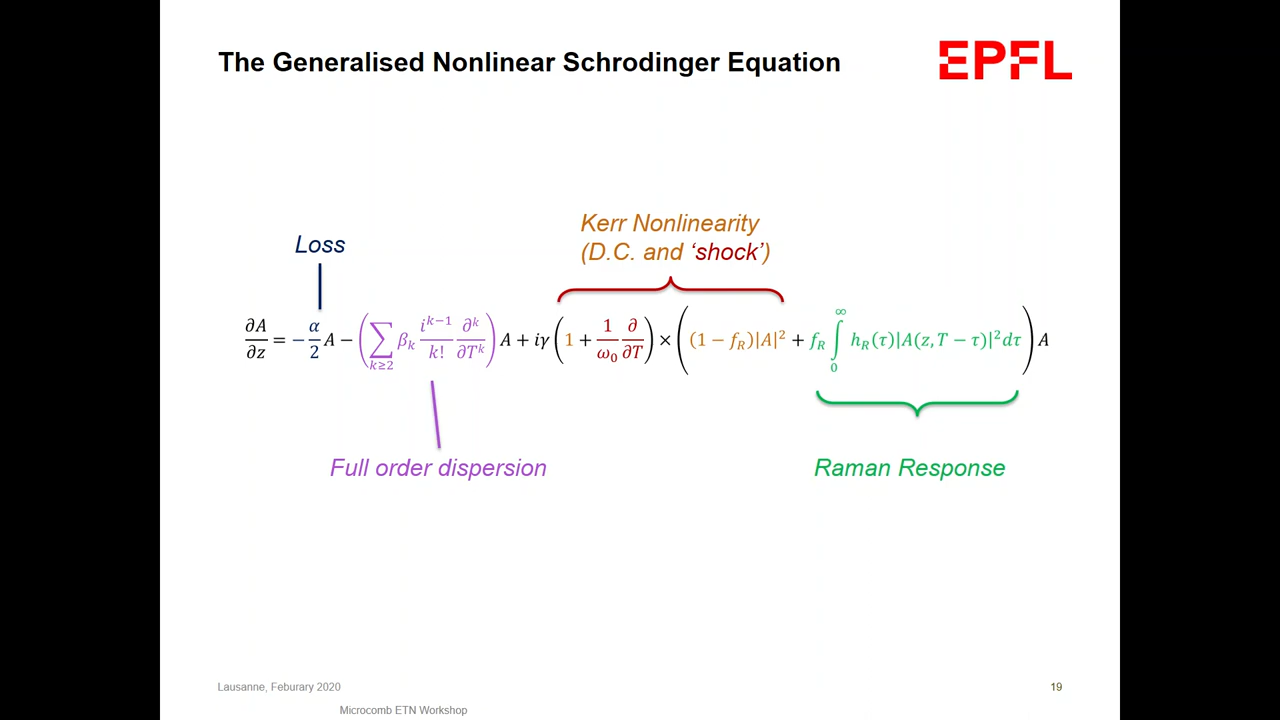 The Generalised Nonlinear Schrodinger Equation
EPFL
Kerr Nonlinearity
(D.C. and ‘shock’)
Loss
∂A/∂z = −α/2 A − (∑_{k≥2} β_k i^{k−1}/k! ∂^k/∂T^k) A + iγ (1 + 1/ω_0 ∂/∂T) × ((1 − f_R)|A|^2 + f_R ∫_0^∞ h_R(τ)|A(z, T − τ)|^2 dτ) A
Full order dispersion
Raman Response
Lausanne, Feburary 2020
19
Microcomb ETN Workshop